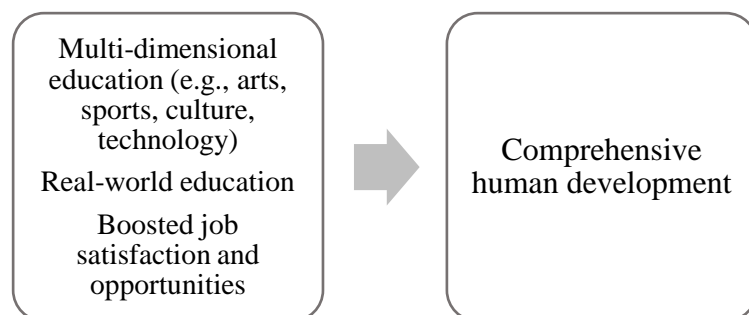 Multi-dimensional
education (e.g., arts,
sports, culture,
technology)
Real-world education
Boosted job
satisfaction and
opportunities
Comprehensive
human development